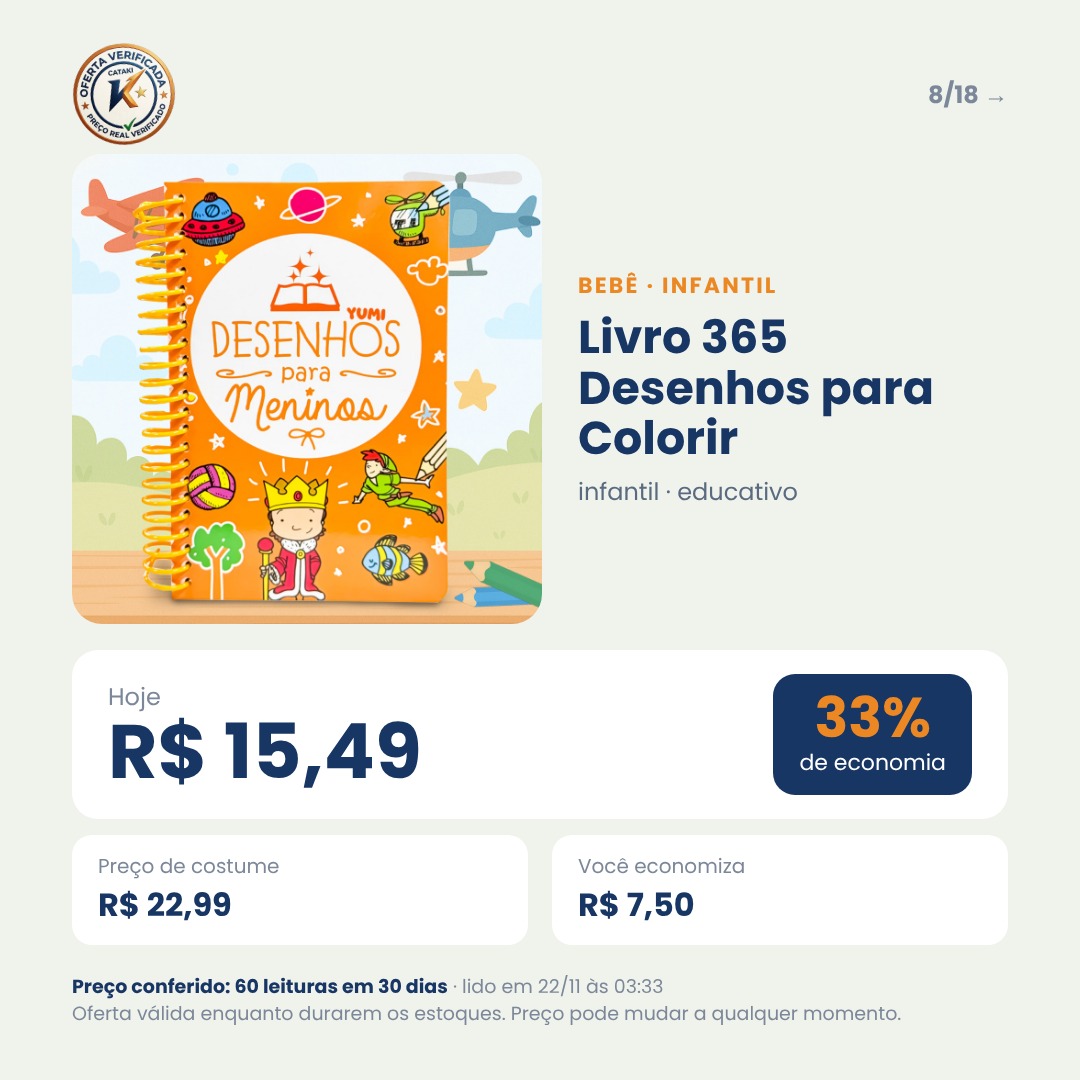 OFERTA VERIFICADA
CATAKI
K
PREÇO REAL VERIFICADO
8/18 →
YUMI
DESENHOS
para
Meninos
BEBÊ · INFANTIL
Livro 365
Desenhos para
Colorir
infantil · educativo
Hoje
R$ 15,49
33%
de economia
Preço de costume
R$ 22,99
Você economiza
R$ 7,50
Preço conferido: 60 leituras em 30 dias · lido em 22/11 às 03:33
Oferta válida enquanto durarem os estoques. Preço pode mudar a qualquer momento.